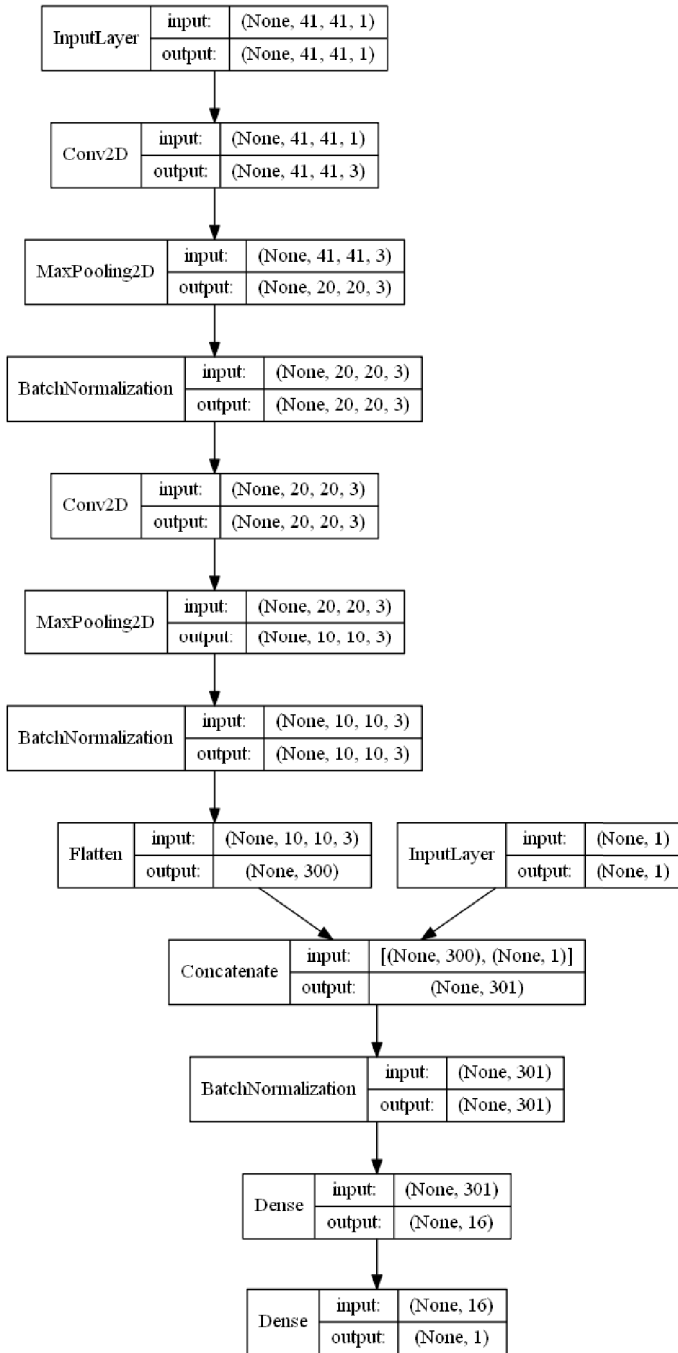 InputLayer input: (None, 41, 41, 1)
output: (None, 41, 41, 1)
Conv2D input: (None, 41, 41, 1)
output: (None, 41, 41, 3)
MaxPooling2D input: (None, 41, 41, 3)
output: (None, 20, 20, 3)
BatchNormalization input: (None, 20, 20, 3)
output: (None, 20, 20, 3)
Conv2D input: (None, 20, 20, 3)
output: (None, 20, 20, 3)
MaxPooling2D input: (None, 20, 20, 3)
output: (None, 10, 10, 3)
BatchNormalization input: (None, 10, 10, 3)
output: (None, 10, 10, 3)
Flatten input: (None, 10, 10, 3)
output: (None, 300)
InputLayer input: (None, 1)
output: (None, 1)
Concatenate input: [(None, 300), (None, 1)]
output: (None, 301)
BatchNormalization input: (None, 301)
output: (None, 301)
Dense input: (None, 301)
output: (None, 16)
Dense input: (None, 16)
output: (None, 1)